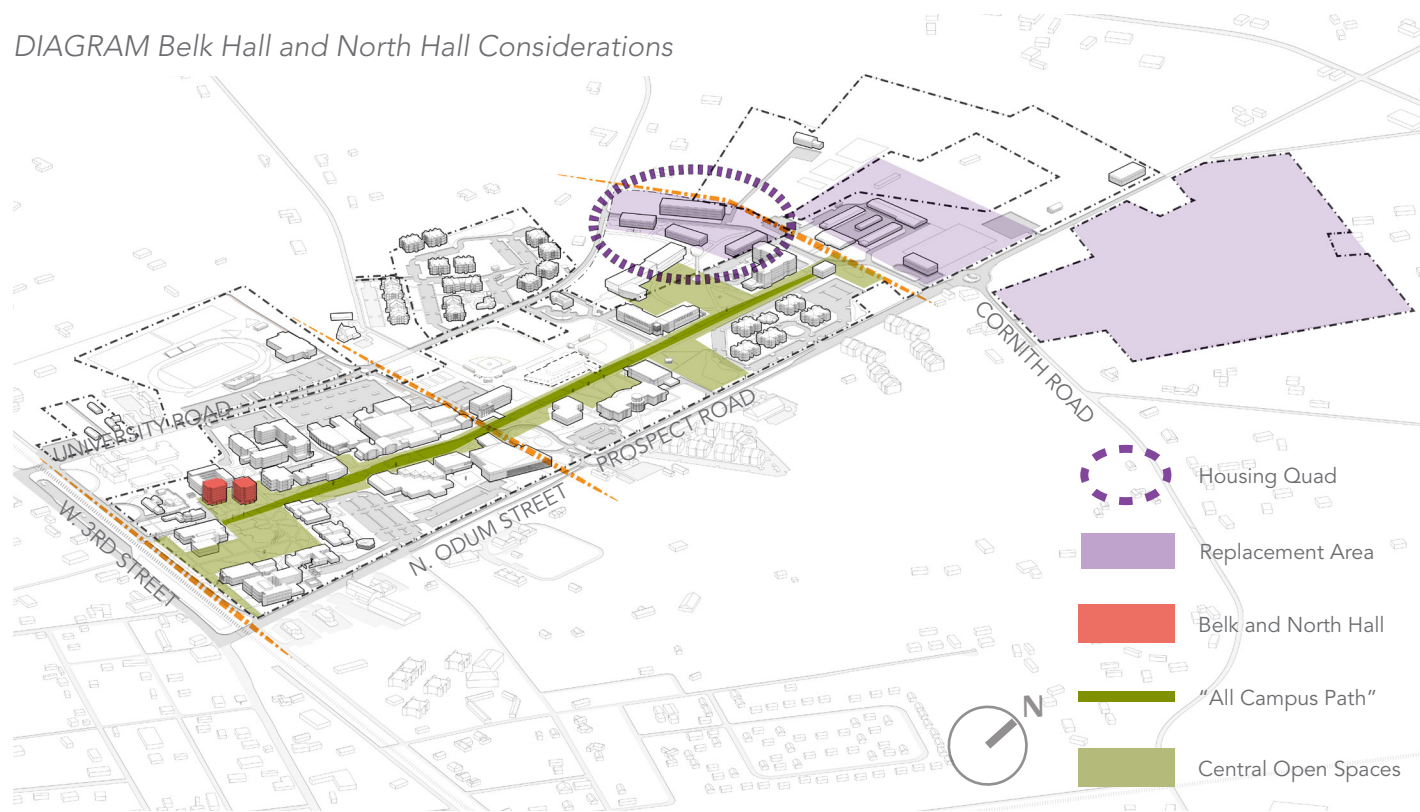 DIAGRAM Belk Hall and North Hall Considerations
UNIVERSITY ROAD
W. 3RD STREET
N. ODUM STREET
PROSPECT ROAD
CORNITH ROAD
N
Housing Quad
Replacement Area
Belk and North Hall
“All Campus Path”
Central Open Spaces